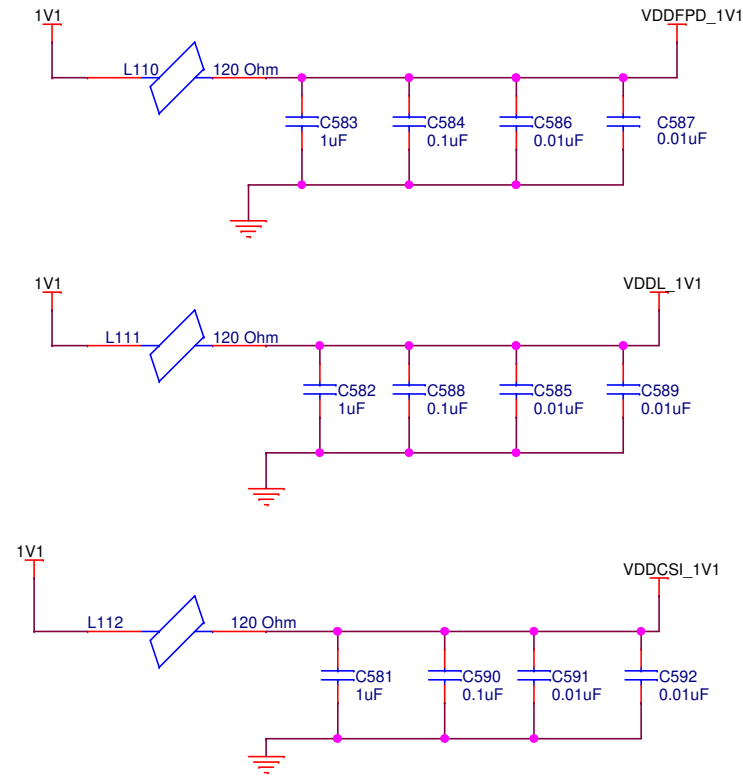 1V1
VDDFPD_1V1
L110
120 Ohm
C583
1uF
C584
0.1uF
C586
0.01uF
C587
0.01uF
1V1
VDDL_1V1
L111
120 Ohm
C582
1uF
C588
0.1uF
C585
0.01uF
C589
0.01uF
1V1
VDDCSI_1V1
L112
120 Ohm
C581
1uF
C590
0.1uF
C591
0.01uF
C592
0.01uF